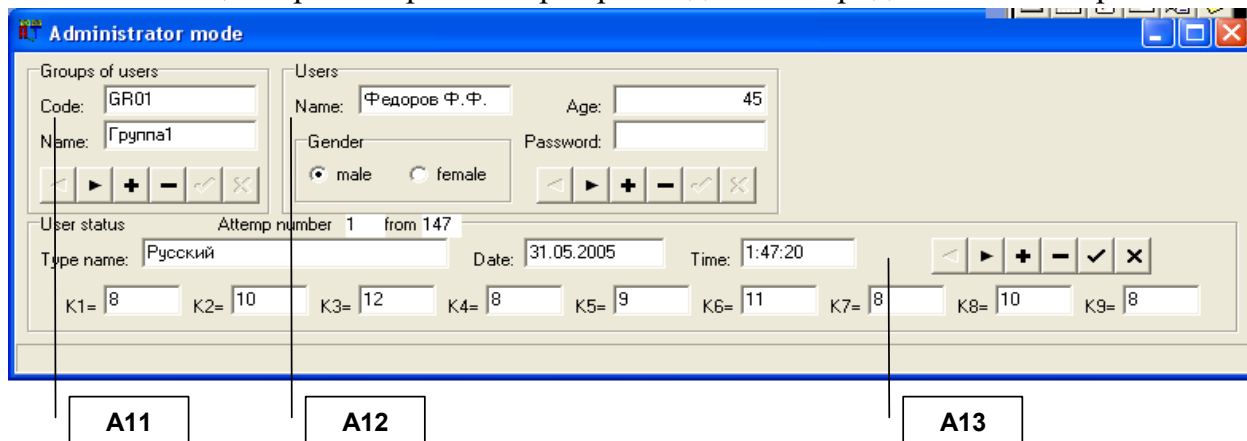 Administrator mode
Groups of users
Code: GR01
Name: Группа1
Users
Name: Федоров Ф.Ф.
Age: 45
Gender
male female
Password:
User status Attemp number 1 from 147
Type name: Русский Date: 31.05.2005 Time: 1:47:20
K1= 8 K2= 10 K3= 12 K4= 8 K5= 9 K6= 11 K7= 8 K8= 10 K9= 8
A11 A12 A13